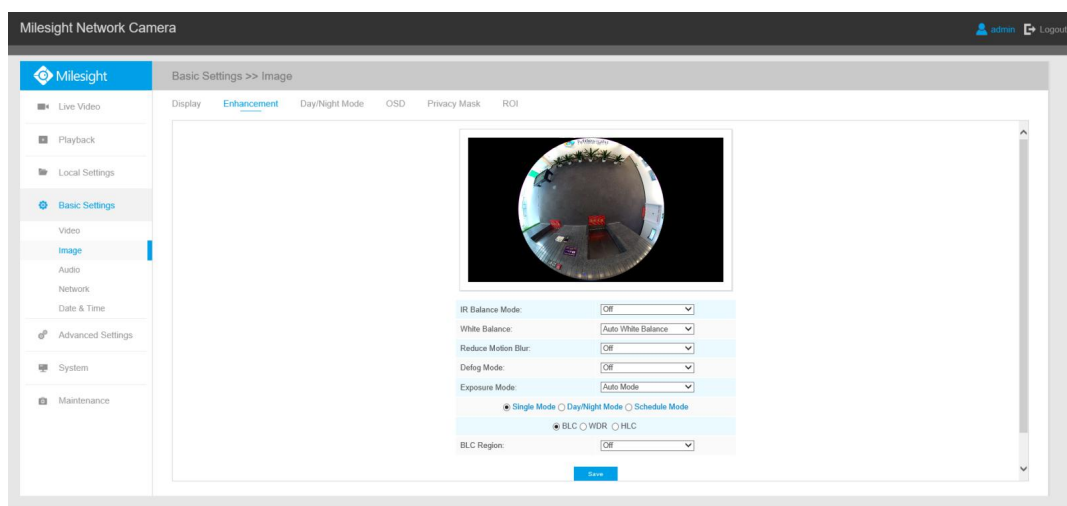 Milesight Network Camera
admin Logout
Milesight
Basic Settings >> Image
Live Video
Playback
Local Settings
Basic Settings
Video
Image
Audio
Network
Date & Time
Advanced Settings
System
Maintenance
Display Enhancement Day/Night Mode OSD Privacy Mask ROI
Milesight
IR Balance Mode: Off
White Balance: Auto White Balance
Reduce Motion Blur: Off
Defog Mode: Off
Exposure Mode: Auto Mode
Single Mode Day/Night Mode Schedule Mode
BLC WDR HLC
BLC Region: Off
Save